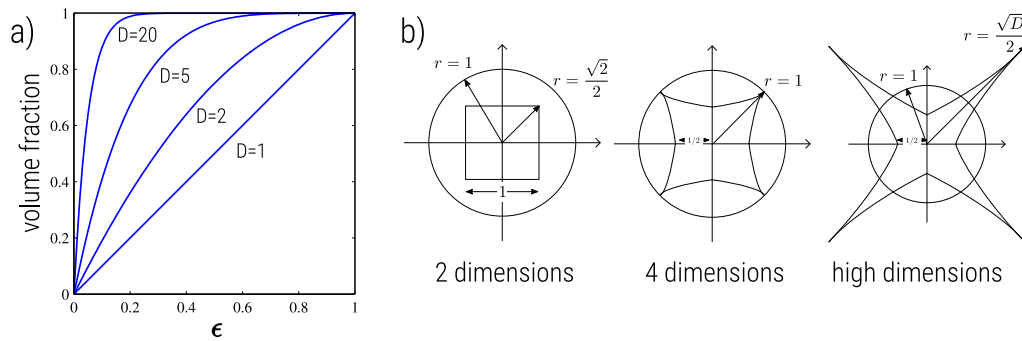 a)
volume fraction
1
0.8
0.6
0.4
0.2
0
D=20
D=5
D=2
D=1
0
0.2
0.4
0.6
0.8
1
ϵ
b)
r = 1
r = √2/2
1
2 dimensions
r = 1
1/2
4 dimensions
r = √D/2
r = 1
1/2
high dimensions